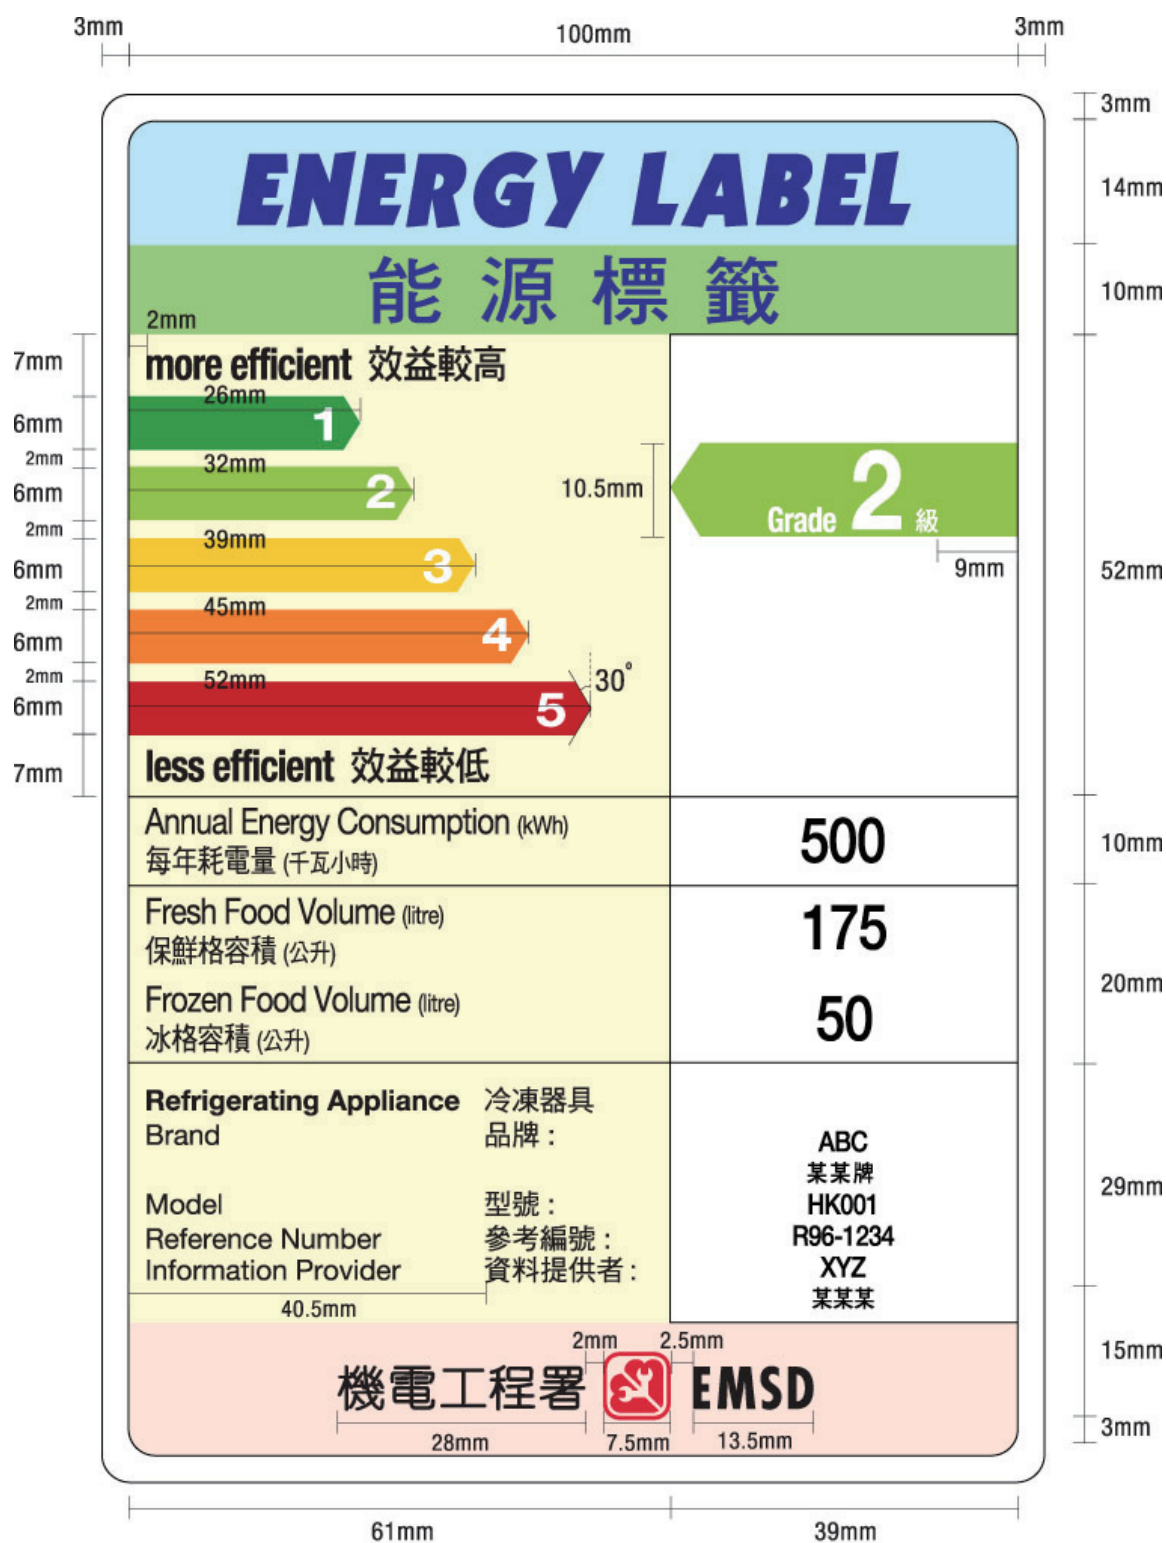 3mm 100mm 3mm
3mm
ENERGY LABEL
14mm
能源標籤
10mm
2mm
7mm
more efficient 效益較高
26mm
6mm
1
2mm
32mm
6mm
2
10.5mm
Grade 2 級
2mm
39mm
9mm
6mm
3
52mm
2mm
45mm
6mm
4
2mm
52mm
30°
6mm
5
7mm
less efficient 效益較低
Annual Energy Consumption (kWh)
每年耗電量 (千瓦小時)
500
10mm
Fresh Food Volume (litre)
保鮮格容積 (公升)
175
20mm
Frozen Food Volume (litre)
冰格容積 (公升)
50
Refrigerating Appliance 冷凍器具
Brand 品牌 :
ABC
某某牌
Model 型號 :
HK001
29mm
Reference Number 參考編號 :
R96-1234
Information Provider 資料提供者 :
XYZ
某某某
40.5mm
2mm 2.5mm
15mm
機電工程署 EMSD
28mm 7.5mm 13.5mm
3mm
61mm 39mm